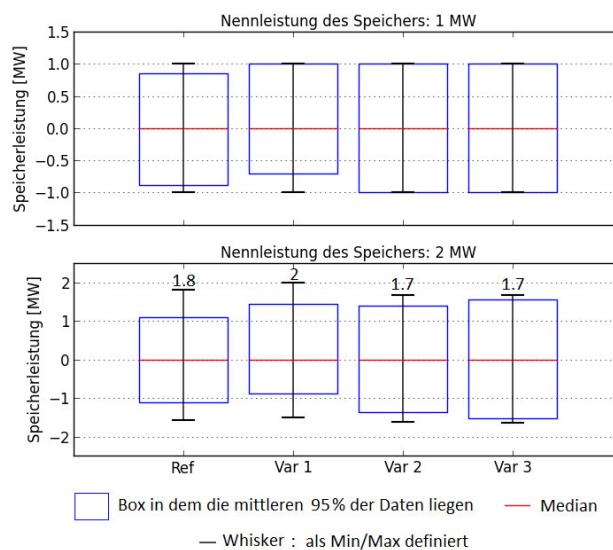 Nennleistung des Speichers: 1 MW
Speicherleistung [MW]
1.5
1.0
0.5
0.0
−0.5
−1.0
−1.5
Nennleistung des Speichers: 2 MW
Speicherleistung [MW]
2
1
0
−1
−2
1.8
2
1.7
1.7
Ref
Var 1
Var 2
Var 3
Box in dem die mittleren 95% der Daten liegen
Median
Whisker : als Min/Max definiert